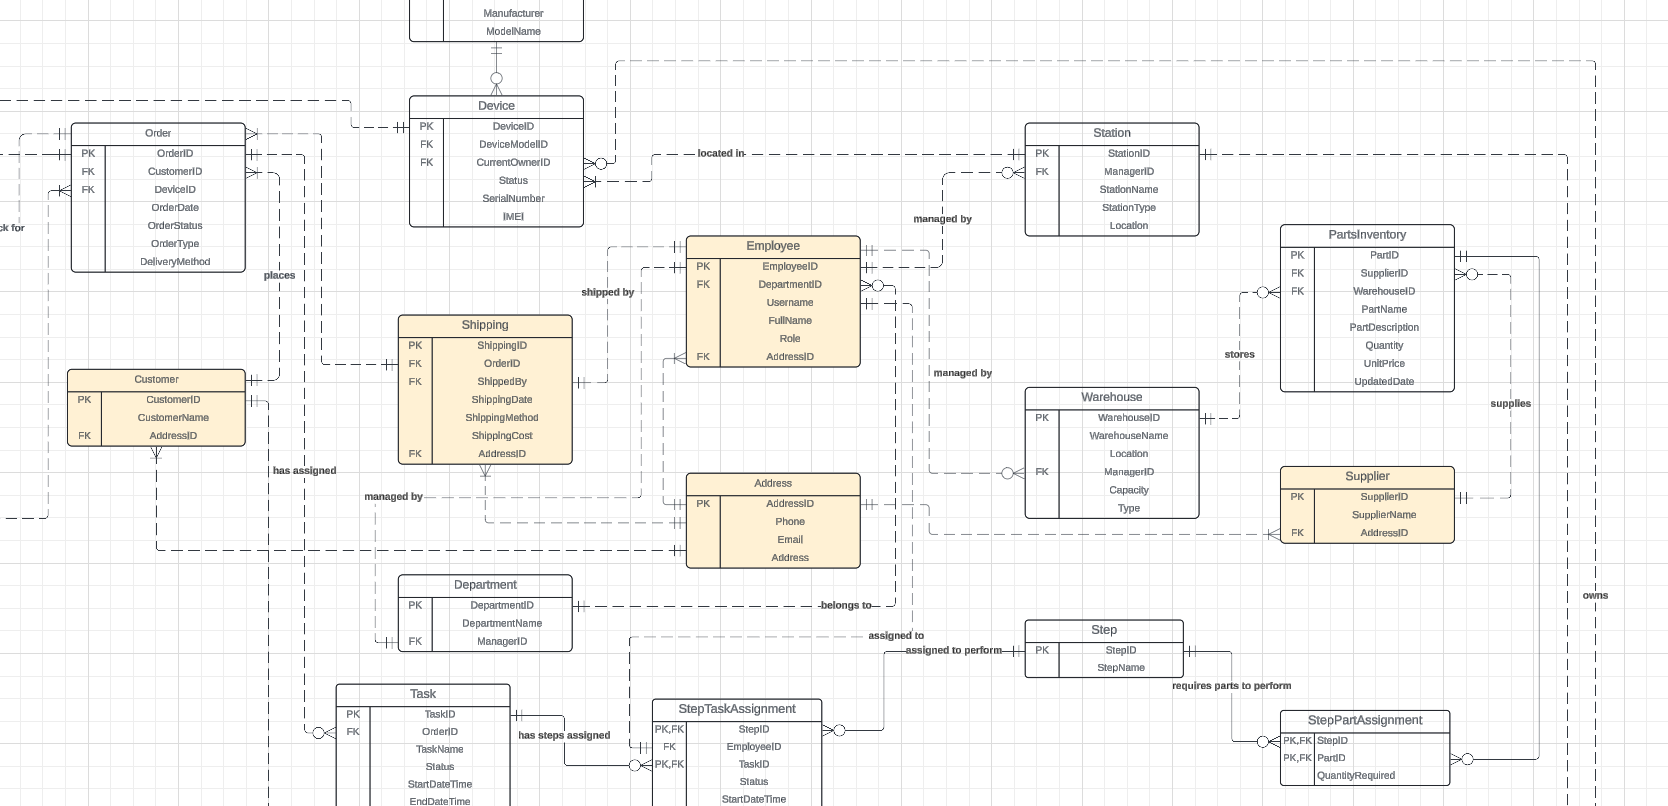 Manufacturer
ModelName
Device
PK DeviceID
FK DeviceModelID
FK CurrentOwnerID
Status
SerialNumber
IMEI
Order
PK OrderID
FK CustomerID
FK DeviceID
OrderDate
OrderStatus
OrderType
DeliveryMethod
ck for
places
located in
Station
PK StationID
FK ManagerID
StationName
StationType
Location
managed by
Employee
PK EmployeeID
FK DepartmentID
Username
FullName
Role
FK AddressID
shipped by
PartsInventory
PK PartID
FK SupplierID
FK WarehouseID
PartName
PartDescription
Quantity
UnitPrice
UpdatedDate
stores
supplies
managed by
Shipping
PK ShippingID
FK OrderID
FK ShippedBy
ShippingDate
ShippingMethod
ShippingCost
FK AddressID
Customer
PK CustomerID
CustomerName
FK AddressID
has assigned
managed by
Warehouse
PK WarehouseID
WarehouseName
Location
FK ManagerID
Capacity
Type
Address
PK AddressID
Phone
Email
Address
Supplier
PK SupplierID
SupplierName
FK AddressID
owns
Department
PK DepartmentID
DepartmentName
FK ManagerID
belongs to
assigned to
assigned to perform
Step
PK StepID
StepName
requires parts to perform
Task
PK TaskID
FK OrderID
TaskName
Status
StartDateTime
EndDateTime
has steps assigned
StepTaskAssignment
PK,FK StepID
FK EmployeeID
PK,FK TaskID
Status
StartDateTime
StepPartAssignment
PK,FK StepID
PK,FK PartID
QuantityRequired